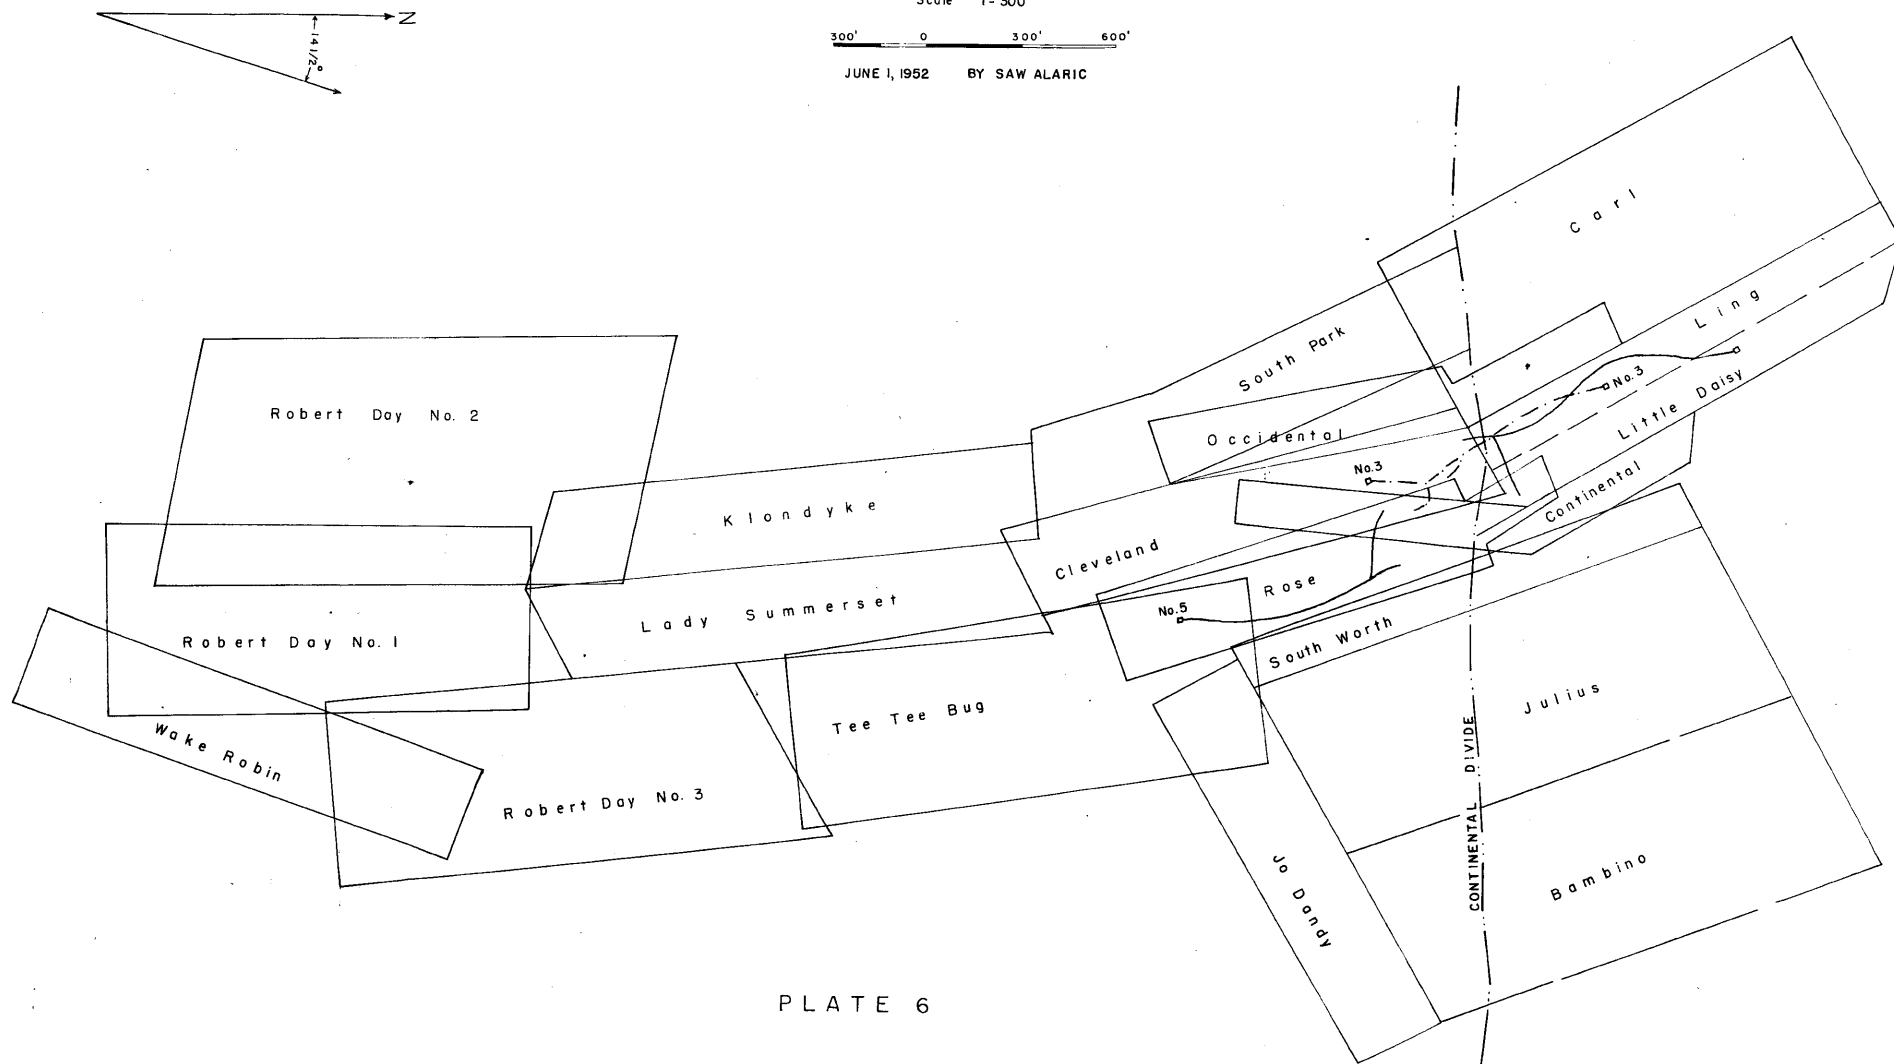 Scale 1-300
N
14 1/2°
300' 0 300' 600'
JUNE 1, 1952 BY SAW ALARIC
Carl
Ling
South Park
Robert Day No. 2
No. 3
Little Daisy
Occidental
No. 3
Klondyke
Continental
Cleveland
Rose
Lady Summerset
No. 5
Robert Day No. 1
South Worth
Julius
Tee Tee Bug
Wake Robin
CONTINENTAL DIVIDE
Robert Day No. 3
Bambino
Jo Dandy
PLATE 6